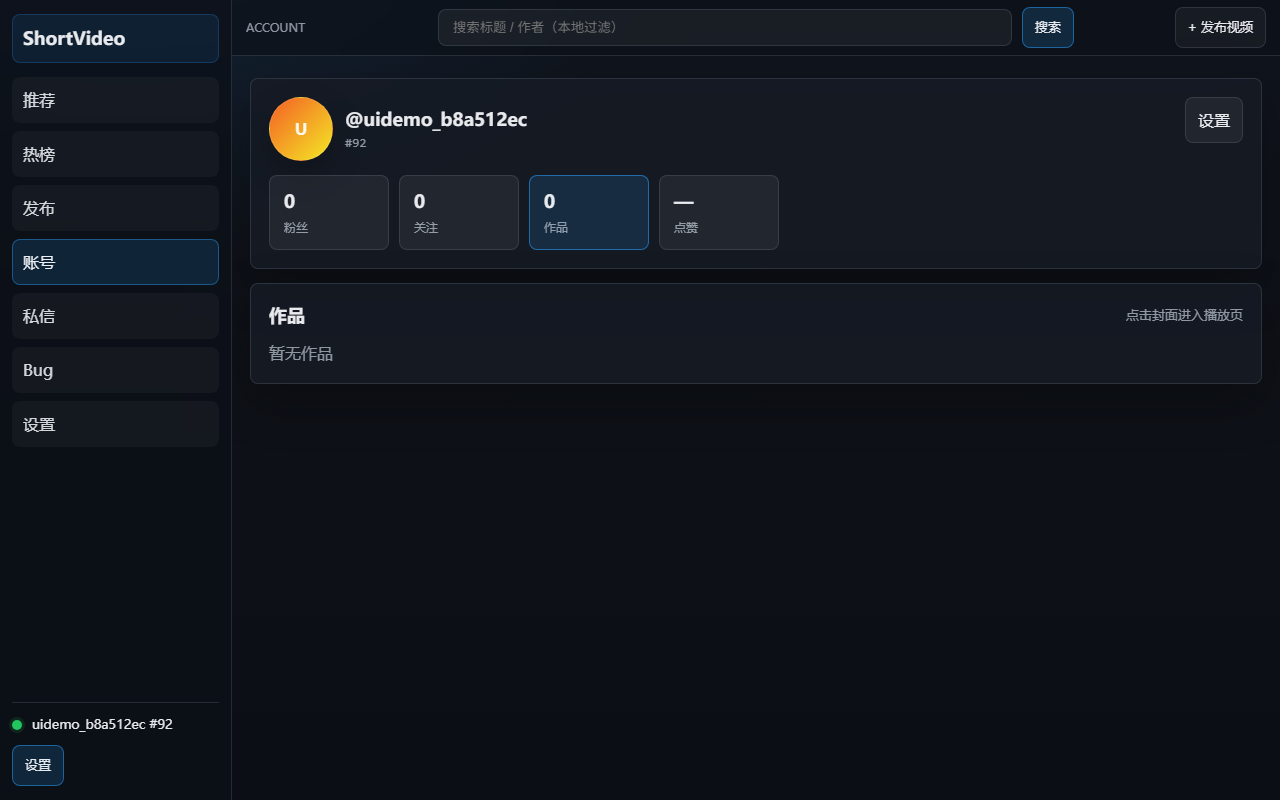 ShortVideo
推荐
热榜
发布
账号
私信
Bug
设置
uidemo_b8a512ec #92
设置
ACCOUNT
搜索标题 / 作者（本地过滤）
搜索
+ 发布视频
U
@uidemo_b8a512ec
#92
设置
0
粉丝
0
关注
0
作品
—
点赞
作品
点击封面进入播放页
暂无作品